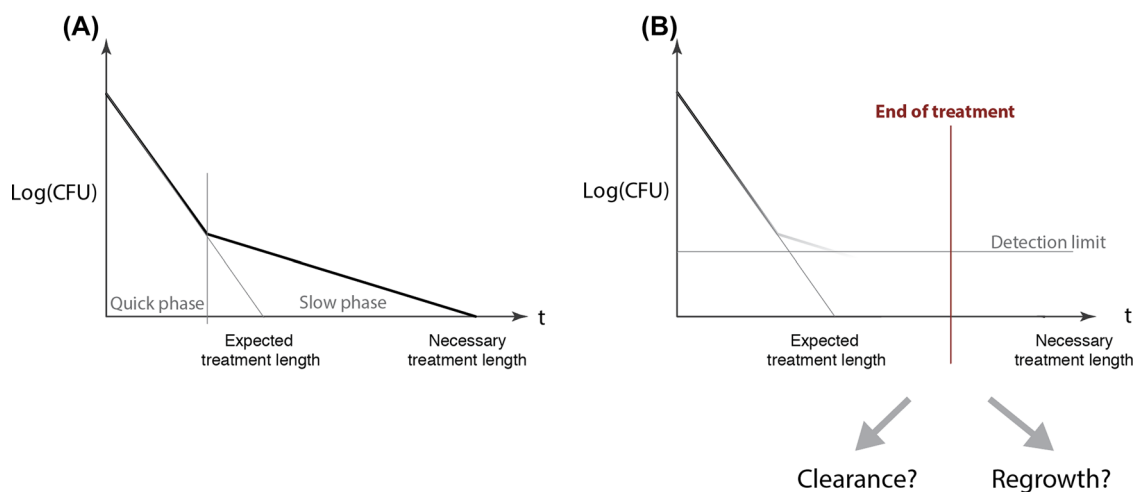 (A)
Log(CFU)
Quick phase
Slow phase
t
Expected
treatment length
Necessary
treatment length
(B)
End of treatment
Log(CFU)
Detection limit
t
Expected
treatment length
Necessary
treatment length
Clearance?
Regrowth?